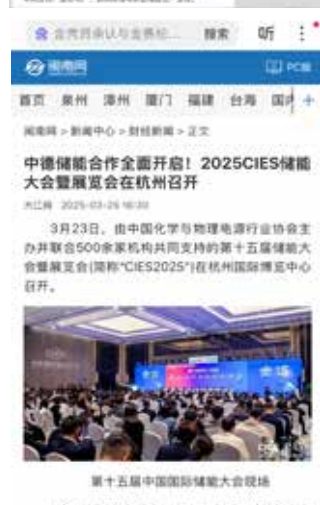 搜索
听
闽南网
PC版
首页 泉州 漳州 厦门 福建 台海
闽南网 > 新闻中心 > 财经新闻 > 正文
中德储能合作全面开启！2025CIES储能
大会暨展览会在杭州召开
大江网 2025-03-26 16:30
3月23日，由中国化学与物理电源行业协会主
办并联合500余家机构共同支持的第十五届储能大
会暨展览会(简称“CIES2025”)在杭州国际博览中心
召开。
第十五届中国国际储能大会现场